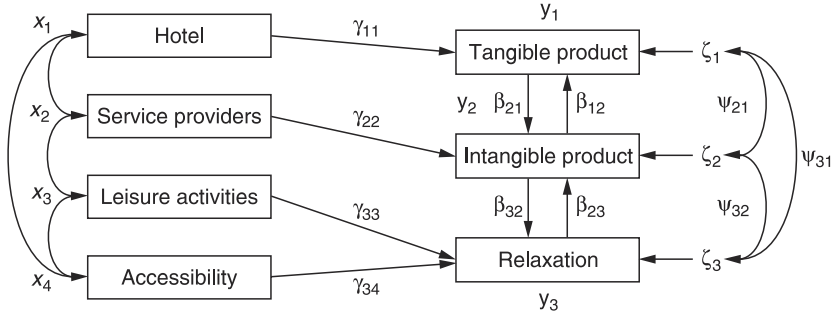 y₁
x₁ Hotel γ₁₁ Tangible product ζ₁
x₂ Service providers γ₂₂ y₂ β₂₁ β₁₂ ψ₂₁
Intangible product ζ₂ ψ₃₁
x₃ Leisure activities γ₃₃ β₃₂ β₂₃ ψ₃₂
x₄ Accessibility γ₃₄ Relaxation ζ₃
y₃